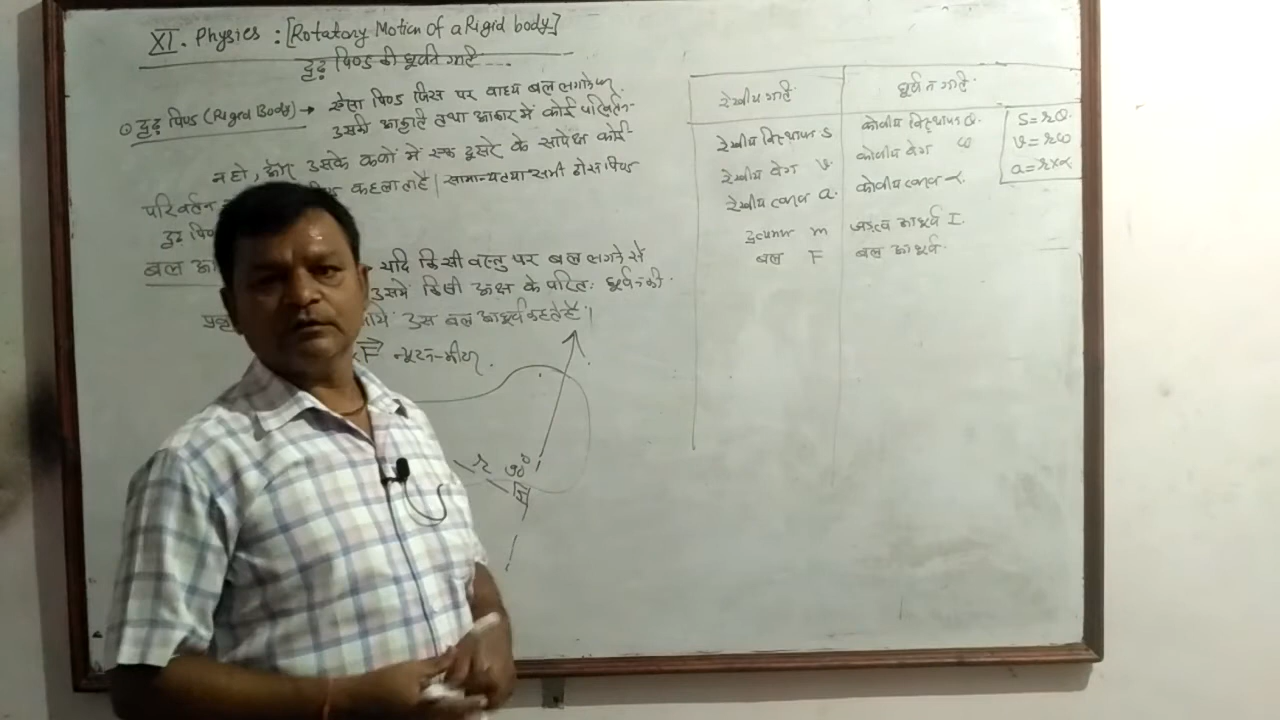 XI. Physics : [Rotatory Motion of a Rigid body]
दृढ़ पिण्ड की घूर्णन गति
दृढ़ पिण्ड (Rigid Body) → ऐसा पिण्ड जिस पर वाह्य बल लगाने पर
उसकी आकृति तथा आकार में कोई परिवर्तन
न हो, और उसके कणों में एक दूसरे के सापेक्ष कोई
परिवर्तन कहलाता है | सामान्यतया सभी ठोस पिण्ड
दृढ़ पिण्ड
बल आ यदि किसी वस्तु पर बल लगाने से
उसमें किसी अक्ष के परितः घूर्णन की
जाये उसे बल आघूर्ण कहते हैं |
F न्यूटन-मीटर.
r 90°
रेखीय गति घूर्णन गति
रेखीय विस्थापन s कोणीय विस्थापन θ.
रेखीय वेग v कोणीय वेग ω
रेखीय त्वरण a. कोणीय त्वरण α.
द्रव्यमान m जड़त्व आघूर्ण I.
बल F बल आघूर्ण.
S = rθ
v = rω
a = r×α